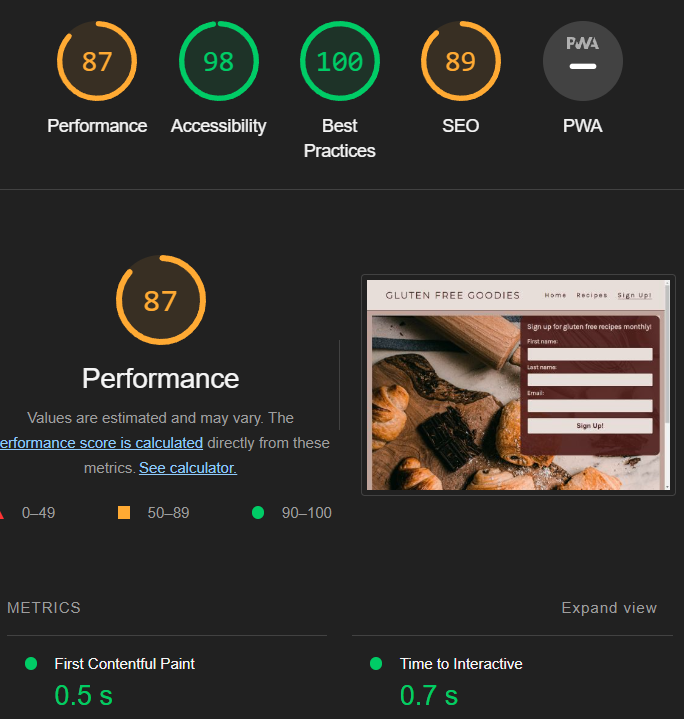 87
98
100
89
PWA
Performance
Accessibility
Best
Practices
SEO
PWA
87
Performance
Values are estimated and may vary. The
erformance score is calculated directly from these
metrics. See calculator.
0–49
50–89
90–100
GLUTEN FREE GOODIES
Home
Recipes
Sign Up!
Sign up for gluten free recipes monthly!
First name:
Last name:
Email:
Sign Up!
METRICS
Expand view
First Contentful Paint
0.5 s
Time to Interactive
0.7 s